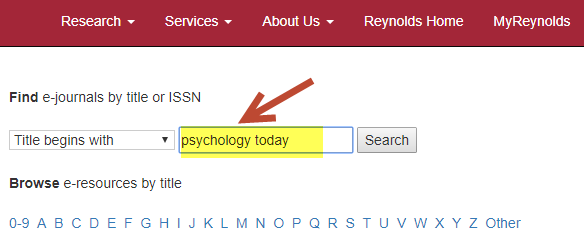 Research Services About Us Reynolds Home MyReynolds
Find e-journals by title or ISSN
Title begins with psychology today Search
Browse e-resources by title
0-9 A B C D E F G H I J K L M N O P Q R S T U V W X Y Z Other